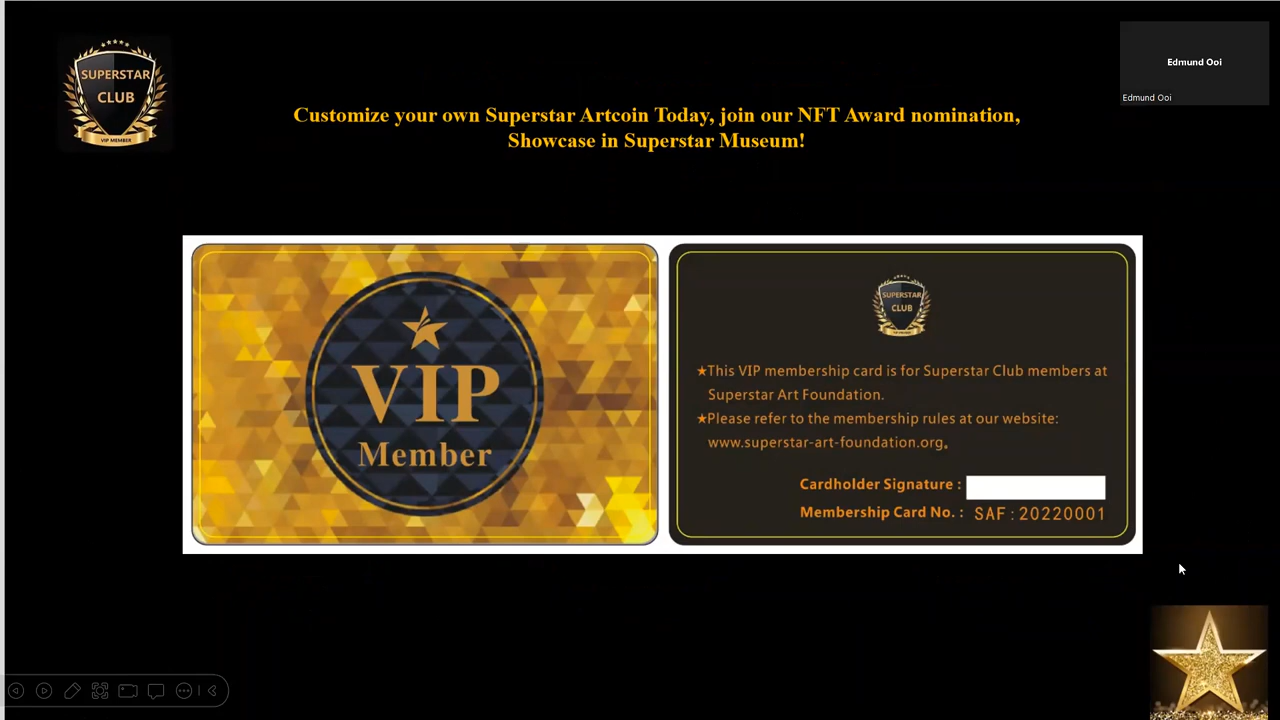 SUPERSTAR
CLUB
VIP MEMBER
Customize your own Superstar Artcoin Today, join our NFT Award nomination,
Showcase in Superstar Museum!
Edmund Ooi
Edmund Ooi
VIP
Member
SUPERSTAR
CLUB
★This VIP membership card is for Superstar Club members at
Superstar Art Foundation.
★Please refer to the membership rules at our website:
www.superstar-art-foundation.org。
Cardholder Signature :
Membership Card No. : SAF : 20220001